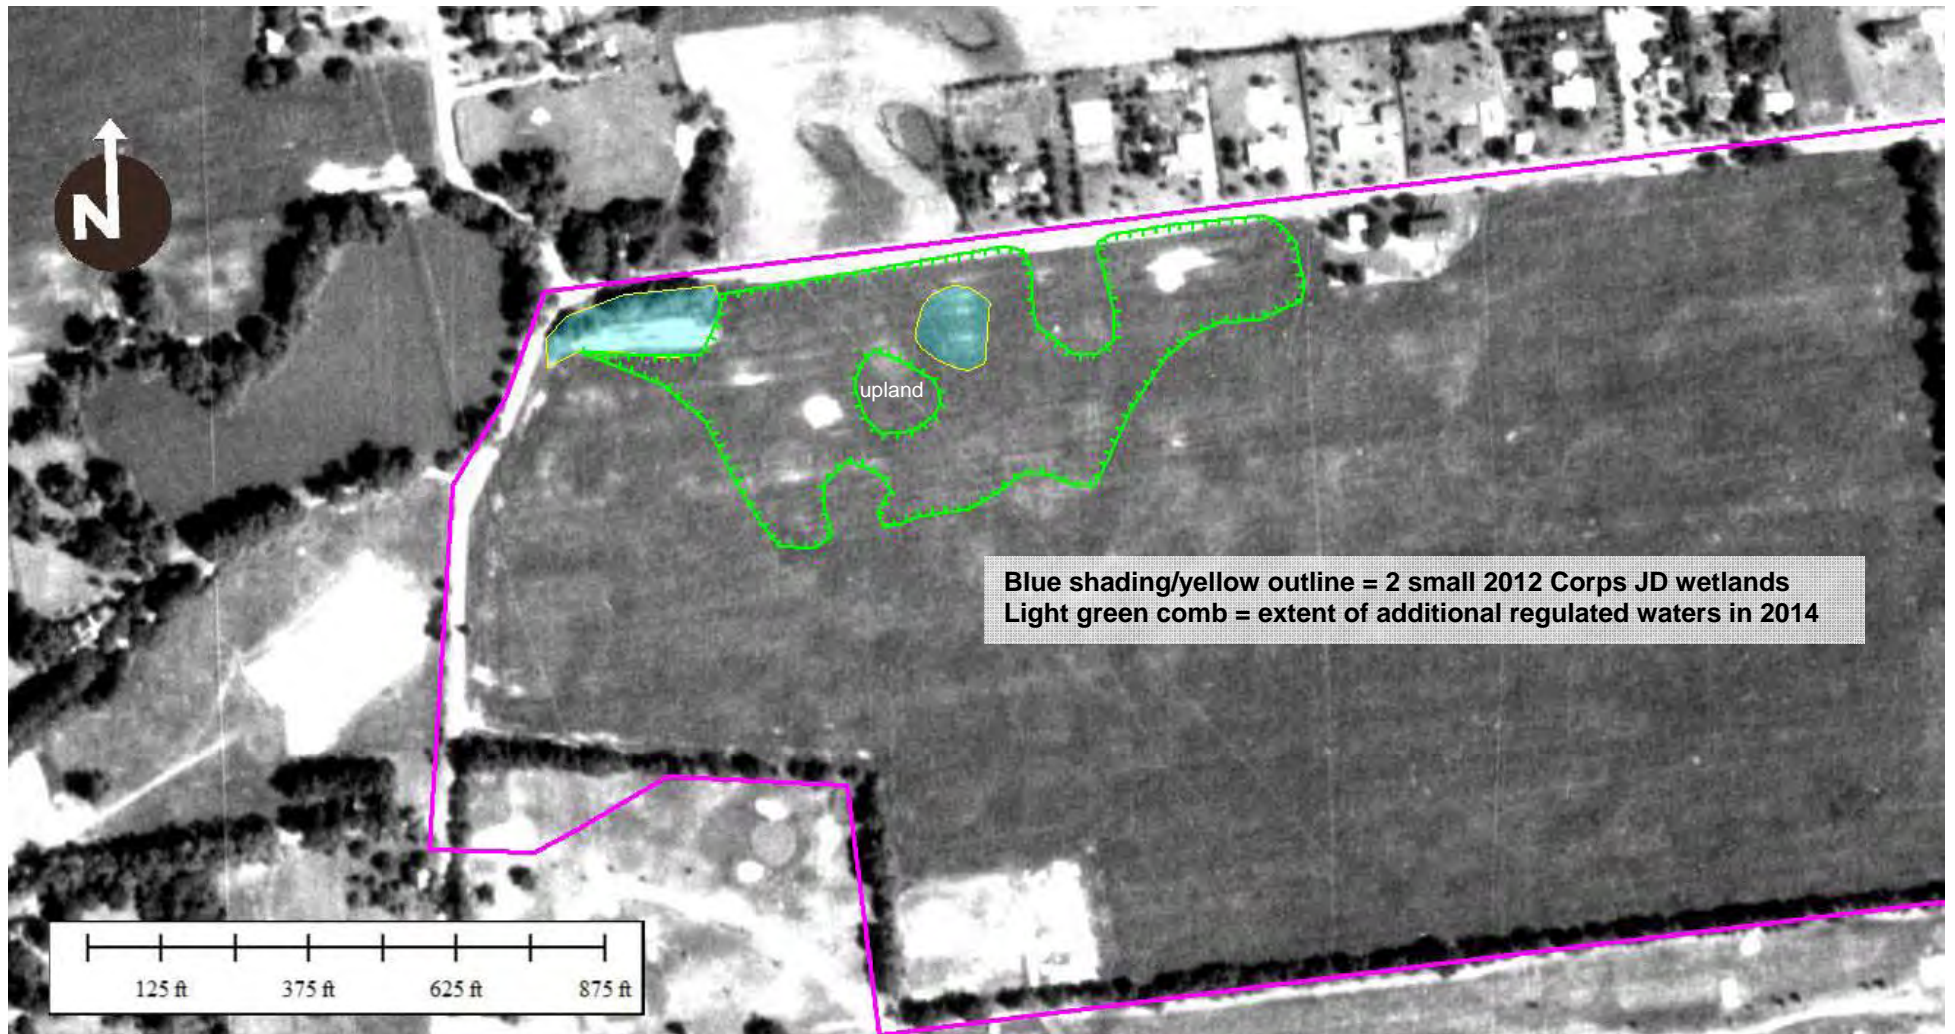 N
upland
Blue shading/yellow outline = 2 small 2012 Corps JD wetlands
Light green comb = extent of additional regulated waters in 2014
125 ft 375 ft 625 ft 875 ft